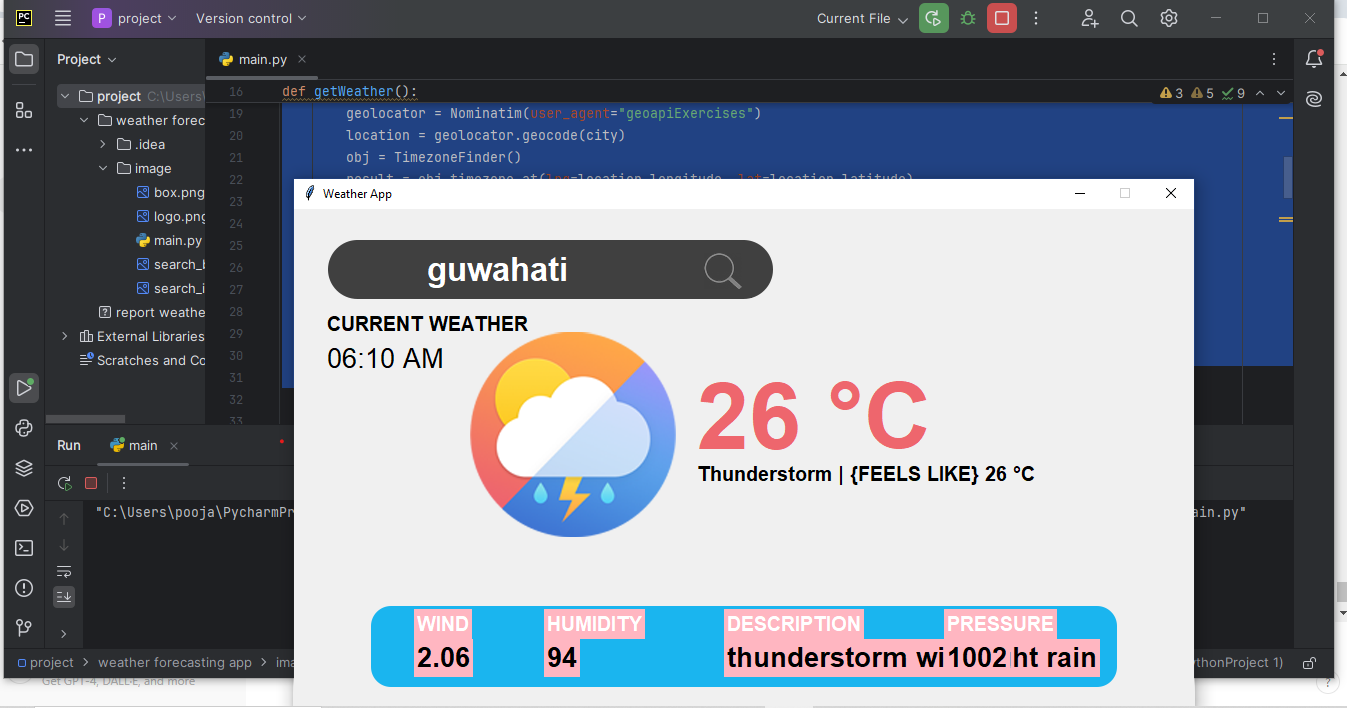 PC
P project Version control Current File
Project main.py
project C:\Users\
weather forec
.idea
image
box.png
logo.png
main.py
search_b
search_i
report weathe
External Libraries
Scratches and Co
16 def getWeather(): 3 5 9
19 geolocator = Nominatim(user_agent="geoapiExercises")
20 location = geolocator.geocode(city)
21 obj = TimezoneFinder()
22 result = obj.timezone_at(lng=location.longitude, lat=location.latitude)
23
24
25
26
27
28
29
30
31
32
33
Weather App
guwahati
CURRENT WEATHER
06:10 AM
26 °C
Thunderstorm | {FEELS LIKE} 26 °C
WIND HUMIDITY DESCRIPTION PRESSURE
2.06 94 thunderstorm wi 1002 ht rain
Run main
"C:\Users\pooja\PycharmPr ain.py"
project > weather forecasting app > ima ythonProject 1)
Get GPT-4, DALL·E, and more
?